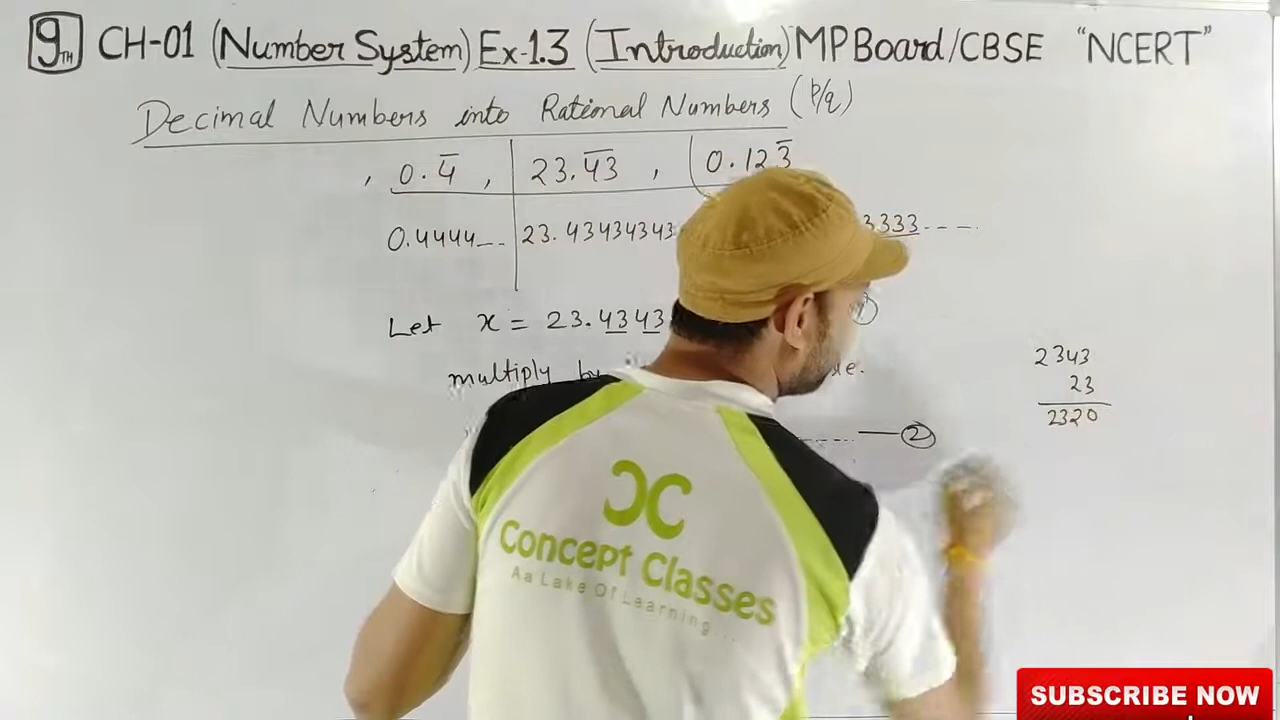 9TH CH-01 (Number System) Ex-1.3 (Introduction) MP Board/CBSE "NCERT"
Decimal Numbers into Rational Numbers (p/q)
, 0.4̅ , 23.4̅3̅ , 0.123̅
0.4444--.. 23.43434343 3333----
Let x = 23.4343 ①
multiply by
②
2343
23
2320
ƆC
Concept Classes
Aa Lake Of Learning...
SUBSCRIBE NOW